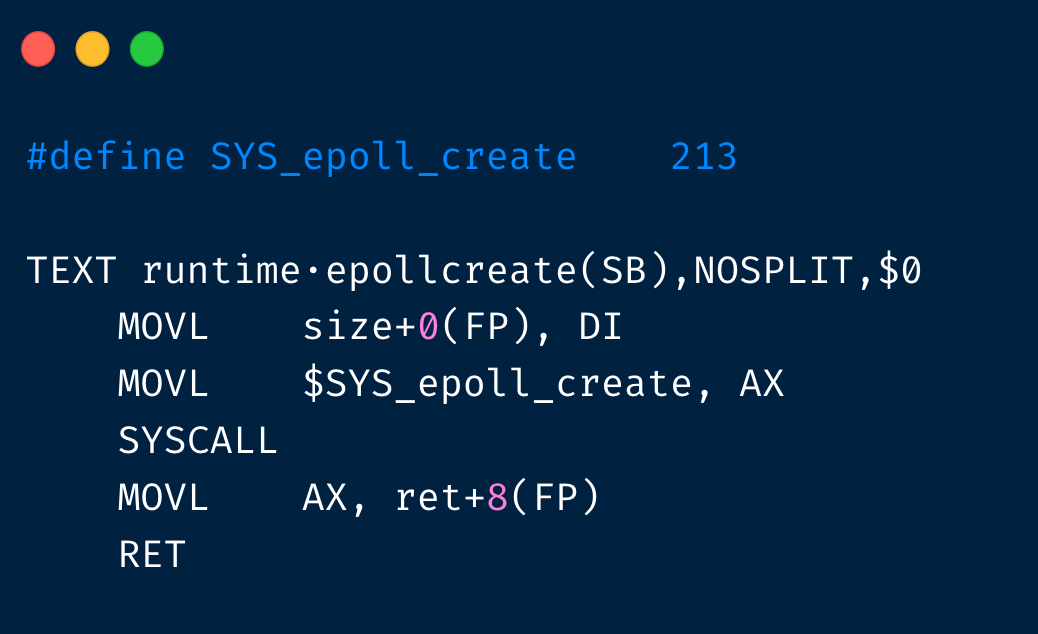 #define SYS_epoll_create    213
TEXT runtime·epollcreate(SB),NOSPLIT,$0
    MOVL    size+0(FP), DI
    MOVL    $SYS_epoll_create, AX
    SYSCALL
    MOVL    AX, ret+8(FP)
    RET